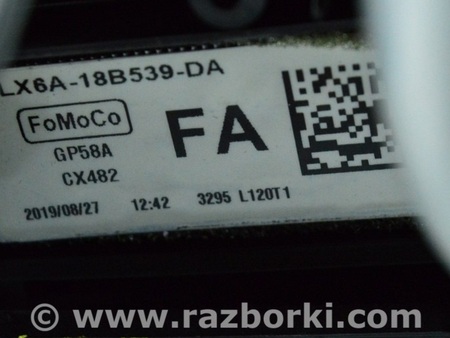 LX6A-18B539-DA
FoMoCo
FA
GP58A
CX482
2019/08/27 12:42 3295 L120T1
© www.razborki.com